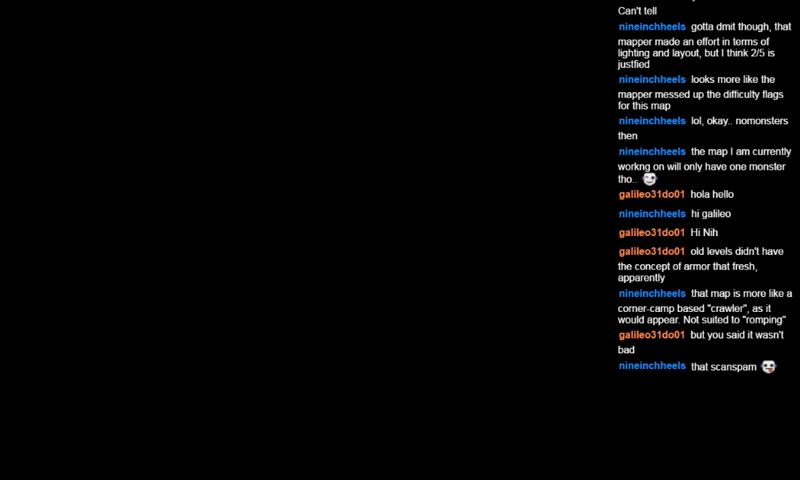 Can't tell
nineinchheels gotta dmit though, that
mapper made an effort in terms of
lighting and layout, but I think 2/5 is
justfied
nineinchheels looks more like the
mapper messed up the difficulty flags
for this map
nineinchheels lol, okay.. nomonsters
then
nineinchheels the map I am currently
workng on will only have one monster
tho..
galileo31do01 hola hello
nineinchheels hi galileo
galileo31do01 Hi Nih
galileo31do01 old levels didn't have
the concept of armor that fresh,
apparently
nineinchheels that map is more like a
corner-camp based "crawler", as it
would appear. Not suited to "romping"
galileo31do01 but you said it wasn't
bad
nineinchheels that scanspam